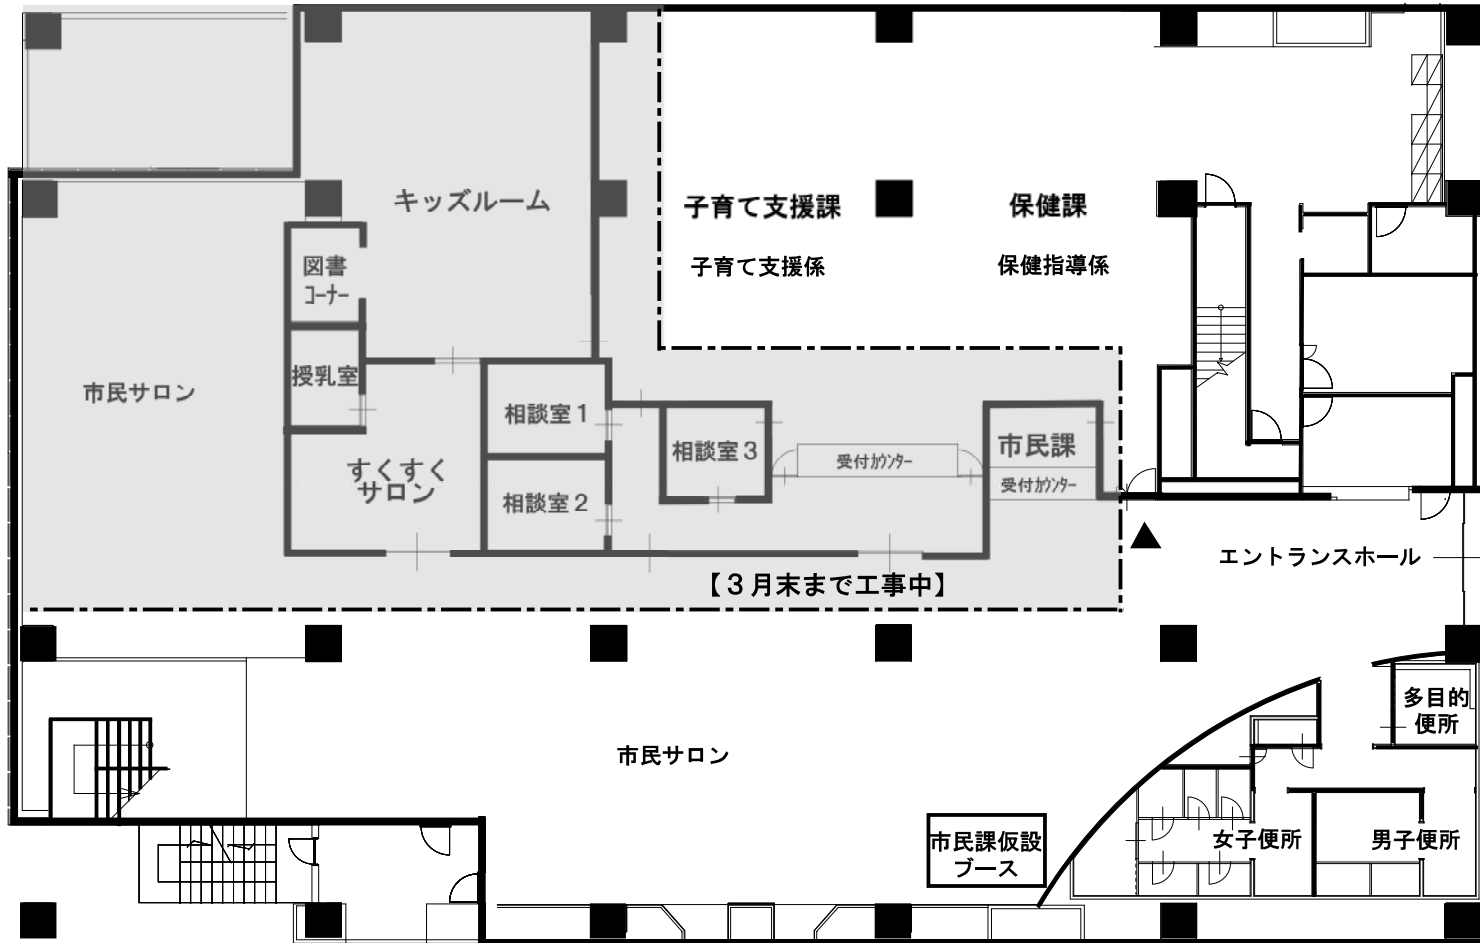 キッズルーム
子育て支援課
保健課
子育て支援係
保健指導係
図書
ｺｰﾅｰ
授乳室
市民サロン
相談室１
相談室２
相談室３
すくすく
サロン
受付ｶｳﾝﾀｰ
市民課
受付ｶｳﾝﾀｰ
エントランスホール
【３月末まで工事中】
多目的
便所
市民サロン
市民課仮設
ブース
女子便所
男子便所